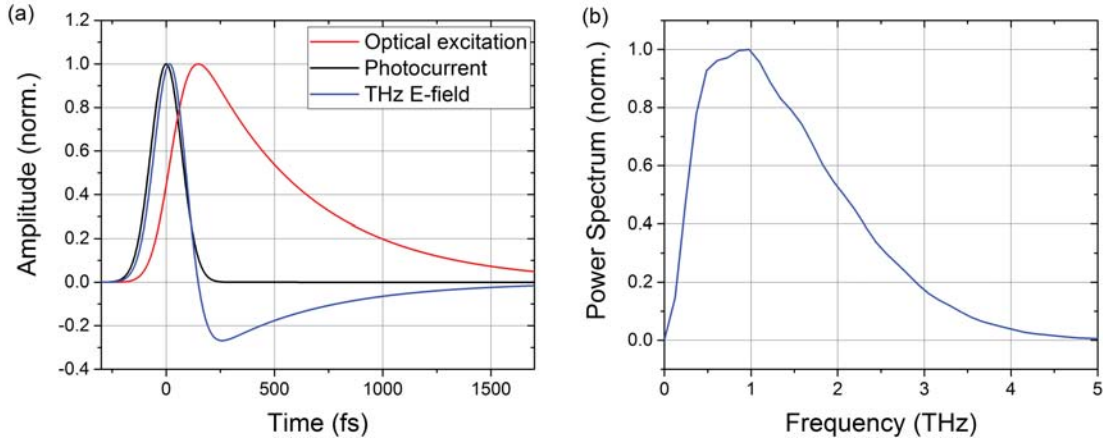 (a)
Amplitude (norm.)
1.2
1.0
0.8
0.6
0.4
0.2
0.0
-0.2
-0.4
Optical excitation
Photocurrent
THz E-field
0
500
1000
1500
Time (fs)
(b)
Power Spectrum (norm.)
1.0
0.8
0.6
0.4
0.2
0.0
0
1
2
3
4
5
Frequency (THz)